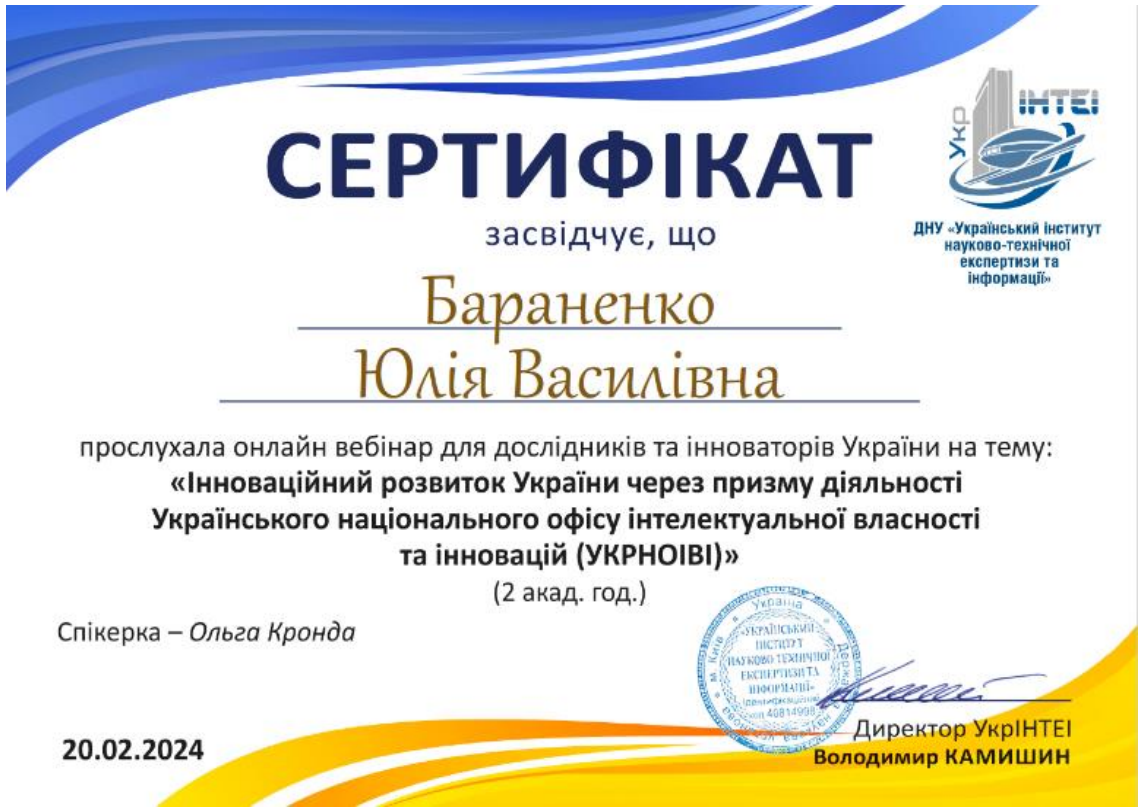 СЕРТИФІКАТ
засвідчує, що
Укр ІНТЕІ
ДНУ «Український інститут
науково-технічної
експертизи та
інформації»
Бараненко
Юлія Василівна
прослухала онлайн вебінар для дослідників та інноваторів України на тему:
«Інноваційний розвиток України через призму діяльності
Українського національного офісу інтелектуальної власності
та інновацій (УКРНОІВІ)»
(2 акад. год.)
Спікерка – Ольга Кронда
Україна
м. Київ
«УКРАЇНСЬКИЙ
ІНСТИТУТ
НАУКОВО-ТЕХНІЧНОЇ
ЕКСПЕРТИЗИ ТА
ІНФОРМАЦІЇ»
Ідентифікаційний
код 40814998
Директор УкрІНТЕІ
Володимир КАМИШИН
20.02.2024